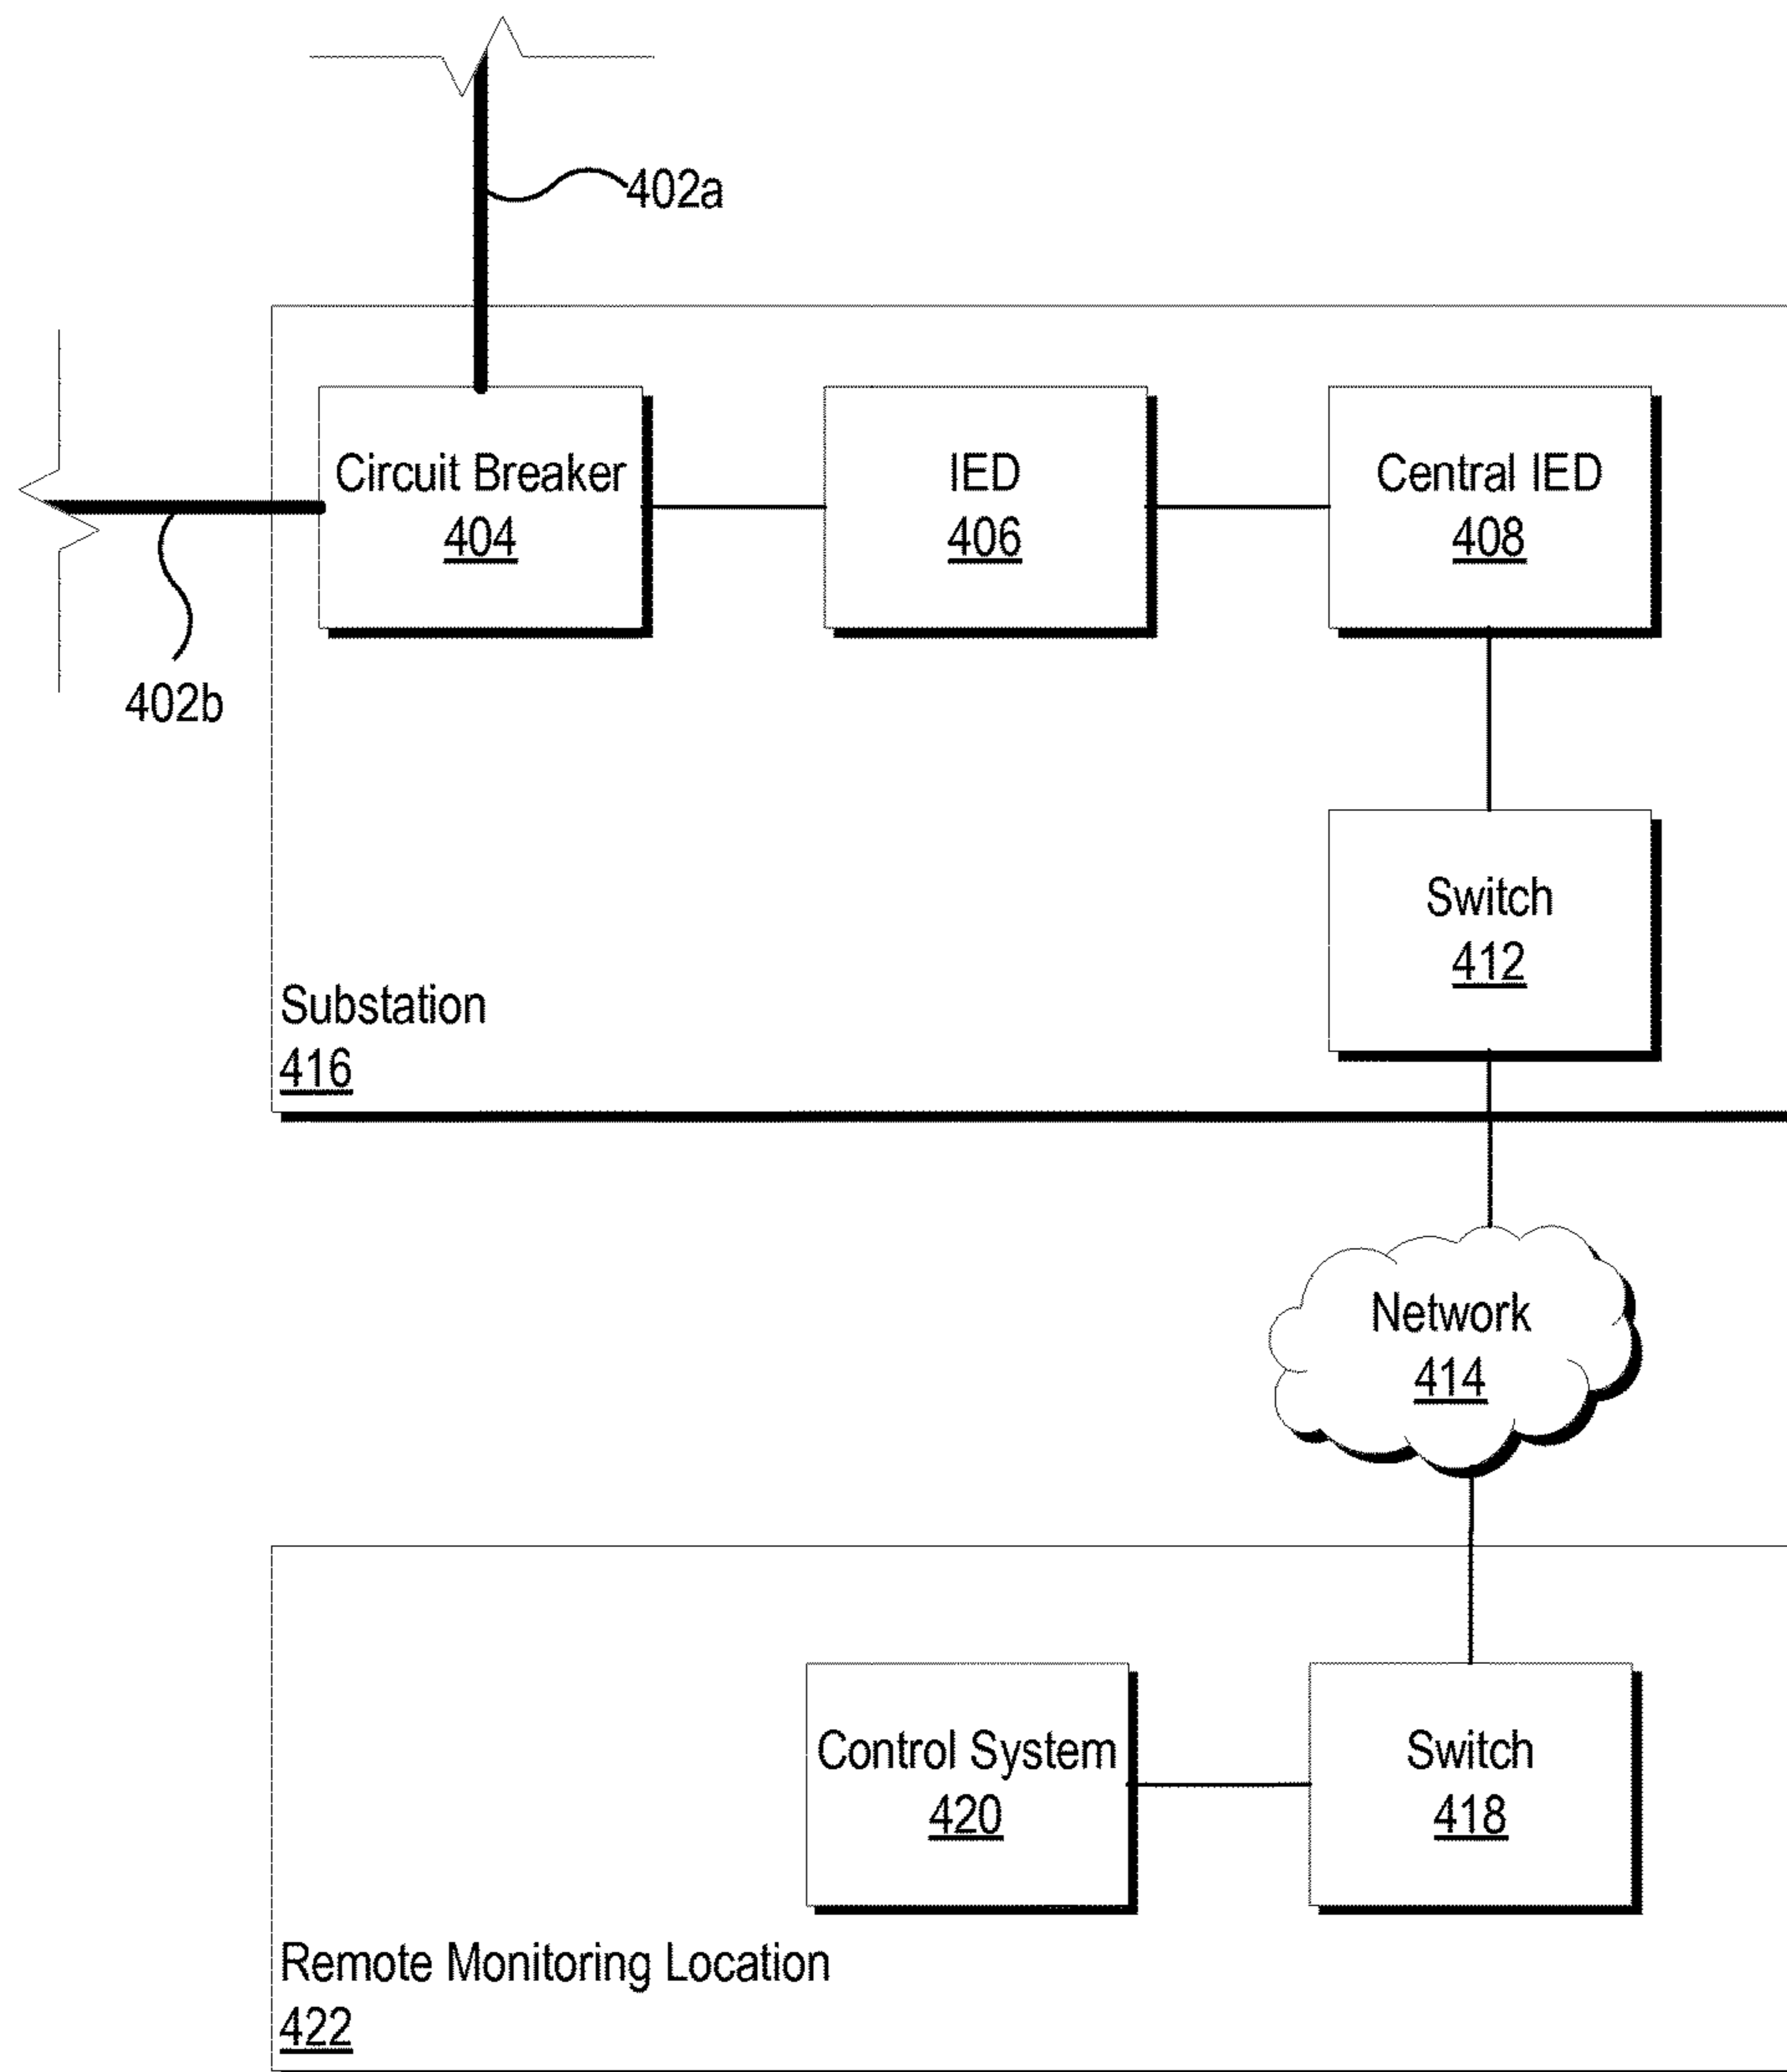 402a
Circuit Breaker
404
IED
406
Central IED
408
402b
Switch
412
Substation
416
Network
414
Control System
420
Switch
418
Remote Monitoring Location
422